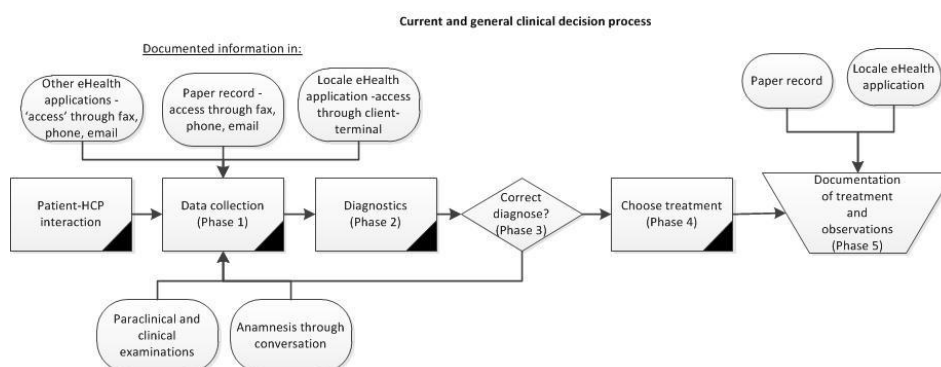 Current and general clinical decision process
Documented information in:
Other eHealth
applications -
‘access’ through fax,
phone, email
Paper record -
access through fax,
phone, email
Locale eHealth
application -access
through client-
terminal
Paper record
Locale eHealth
application
Patient-HCP
interaction
Data collection
(Phase 1)
Diagnostics
(Phase 2)
Correct
diagnose?
(Phase 3)
Choose treatment
(Phase 4)
Documentation
of treatment
and
observations
(Phase 5)
Paraclinical and
clinical
examinations
Anamnesis through
conversation